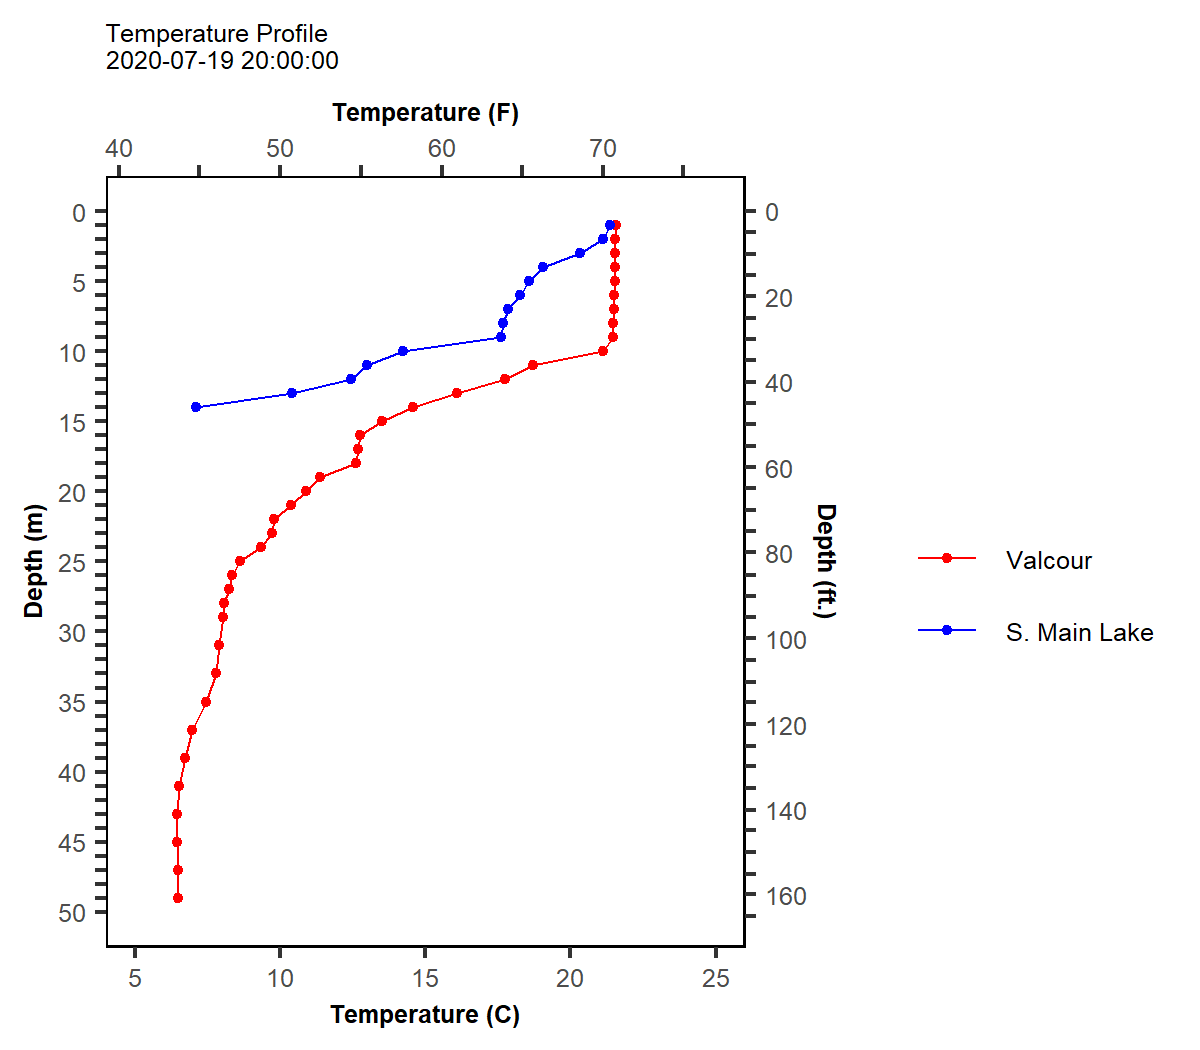 Temperature Profile
2020-07-19 20:00:00
Temperature (F)
40 50 60 70
0
5
10
15
20
25
30
35
40
45
50
Depth (m)
0
20
40
60
80
100
120
140
160
Depth (ft.)
Valcour
S. Main Lake
5 10 15 20 25
Temperature (C)